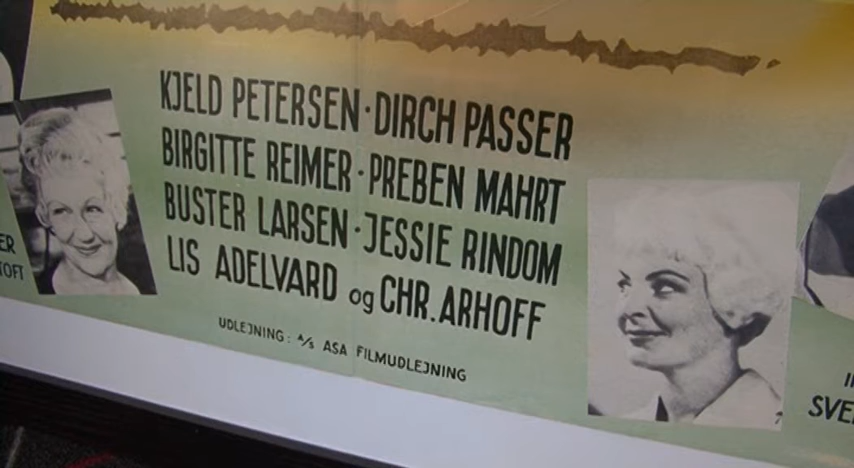 KJELD PETERSEN · DIRCH PASSER
BIRGITTE REIMER · PREBEN MAHRT
BUSTER LARSEN · JESSIE RINDOM
LIS ADELVARD og CHR. ARHOFF
UDLEJNING: A/S ASA FILMUDLEJNING